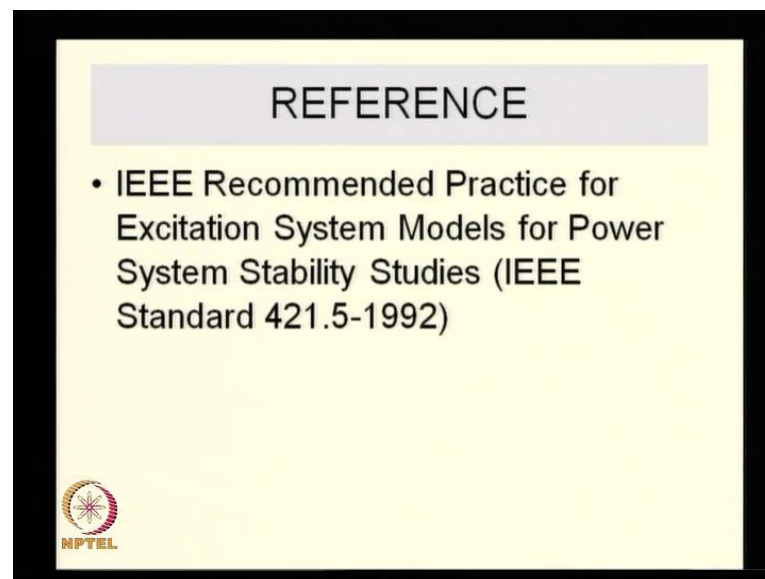 REFERENCE
• IEEE Recommended Practice for
Excitation System Models for Power
System Stability Studies (IEEE
Standard 421.5-1992)
NPTEL